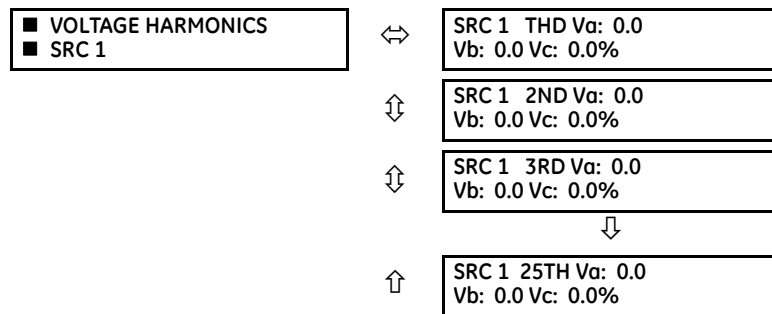 ■ VOLTAGE HARMONICS
■ SRC 1
⇔
SRC 1 THD Va: 0.0
Vb: 0.0 Vc: 0.0%
⇕
SRC 1 2ND Va: 0.0
Vb: 0.0 Vc: 0.0%
⇕
SRC 1 3RD Va: 0.0
Vb: 0.0 Vc: 0.0%
⇩
⇧
SRC 1 25TH Va: 0.0
Vb: 0.0 Vc: 0.0%